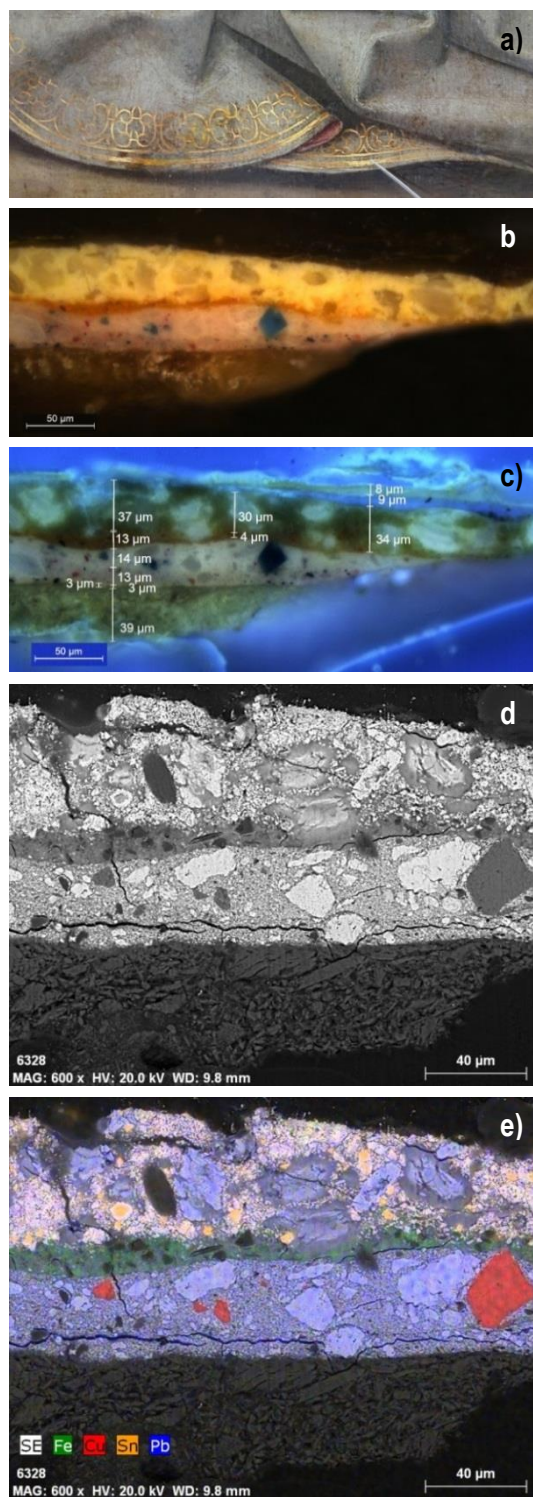 a)
b
50 µm
c)
8 µm
9 µm
37 µm
30 µm
13 µm
4 µm
34 µm
14 µm
13 µm
3 µm
3 µm
39 µm
50 µm
d
6328
MAG: 600 x HV: 20.0 kV WD: 9.8 mm
40 µm
e)
SE Fe Cu Sn Pb
6328
MAG: 600 x HV: 20.0 kV WD: 9.8 mm
40 µm